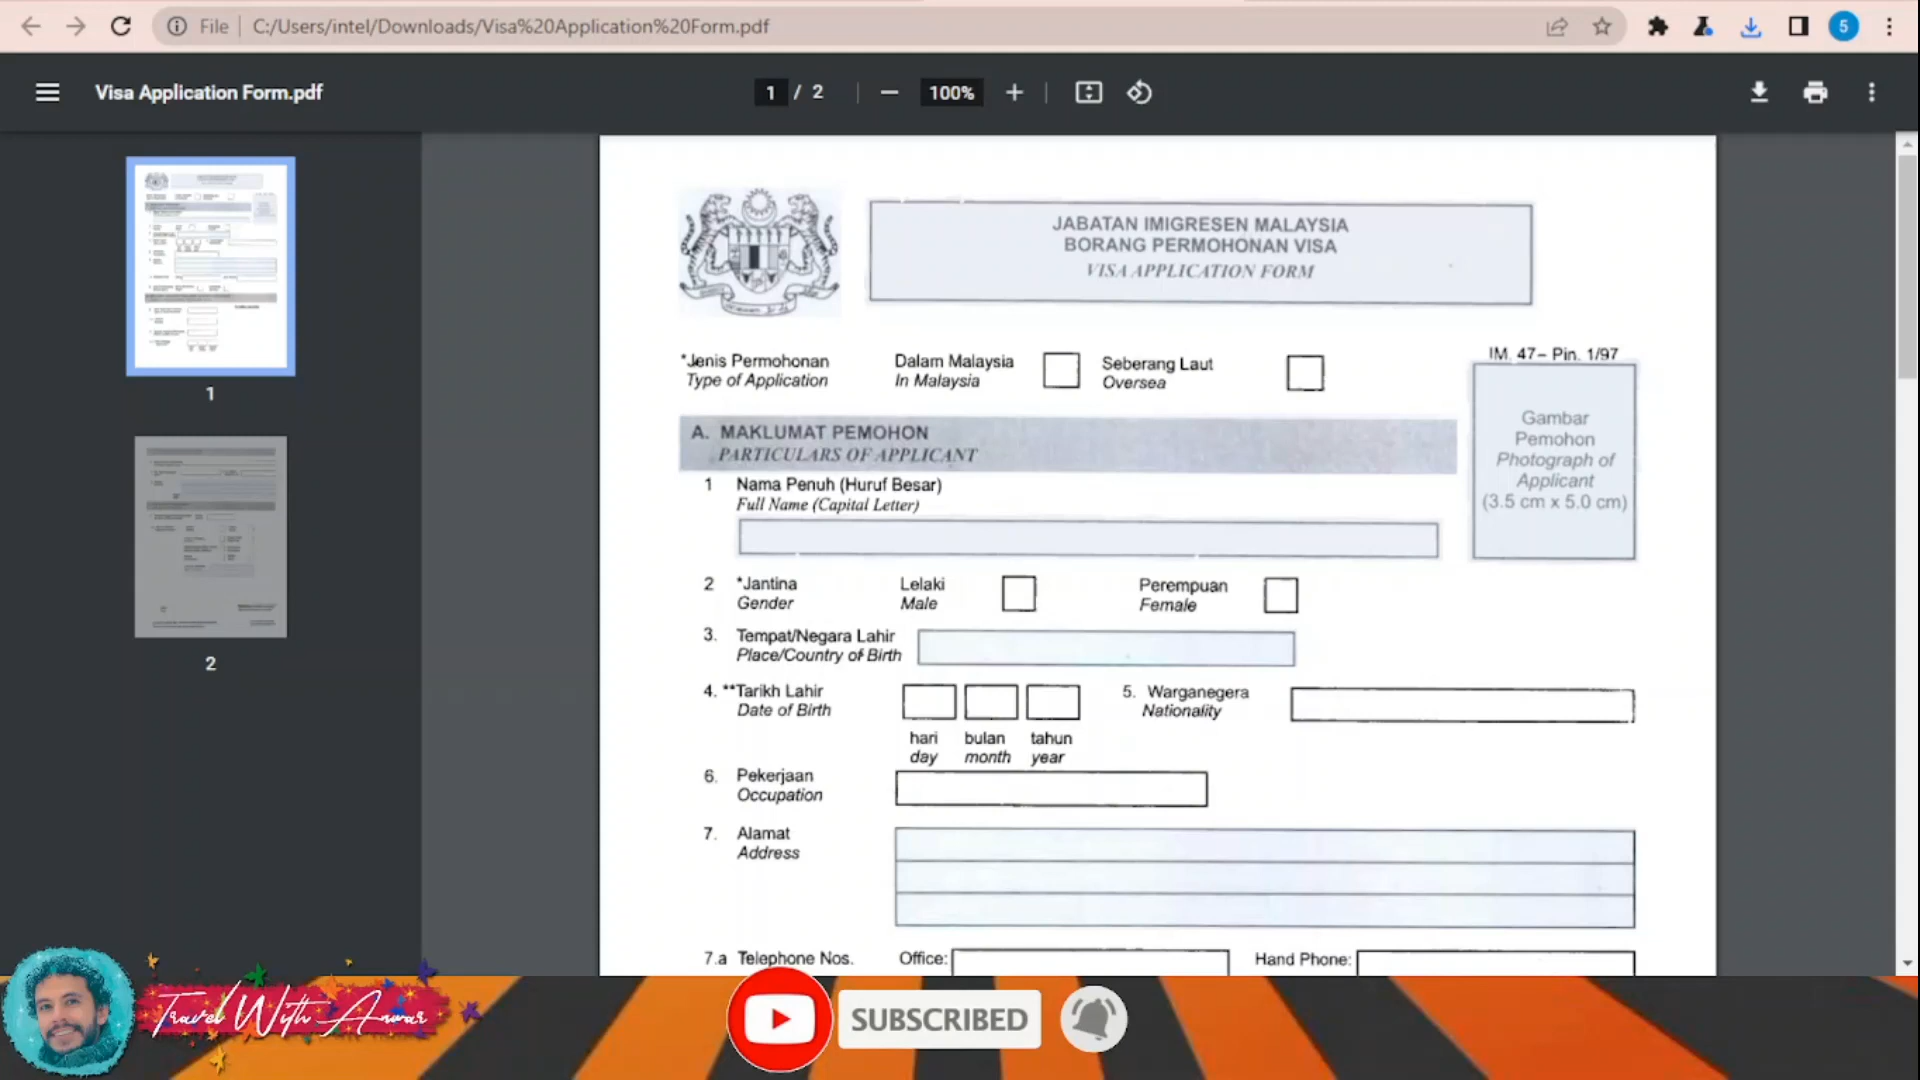 File
C:/Users/intel/Downloads/Visa%20Application%20Form.pdf
5
Visa Application Form.pdf
1 / 2
100%
1
2
JABATAN IMIGRESEN MALAYSIA
BORANG PERMOHONAN VISA
VISA APPLICATION FORM
*Jenis Permohonan
Type of Application
Dalam Malaysia
In Malaysia
Seberang Laut
Oversea
IM. 47– Pin. 1/97
Gambar
Pemohon
Photograph of
Applicant
(3.5 cm x 5.0 cm)
A. MAKLUMAT PEMOHON
PARTICULARS OF APPLICANT
1 Nama Penuh (Huruf Besar)
Full Name (Capital Letter)
2 *Jantina
Gender
Lelaki
Male
Perempuan
Female
3. Tempat/Negara Lahir
Place/Country of Birth
4. **Tarikh Lahir
Date of Birth
hari
day
bulan
month
tahun
year
5. Warganegera
Nationality
6. Pekerjaan
Occupation
7. Alamat
Address
7.a Telephone Nos. Office: Hand Phone:
Travel With Anwar
SUBSCRIBED